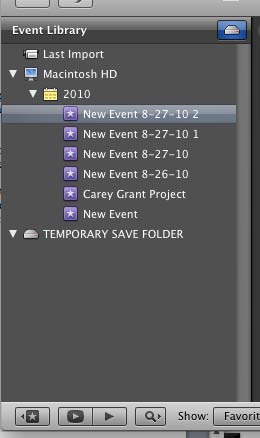 Event Library
Last Import
Macintosh HD
2010
New Event 8-27-10 2
New Event 8-27-10 1
New Event 8-27-10
New Event 8-26-10
Carey Grant Project
New Event
TEMPORARY SAVE FOLDER
Show: Favorit